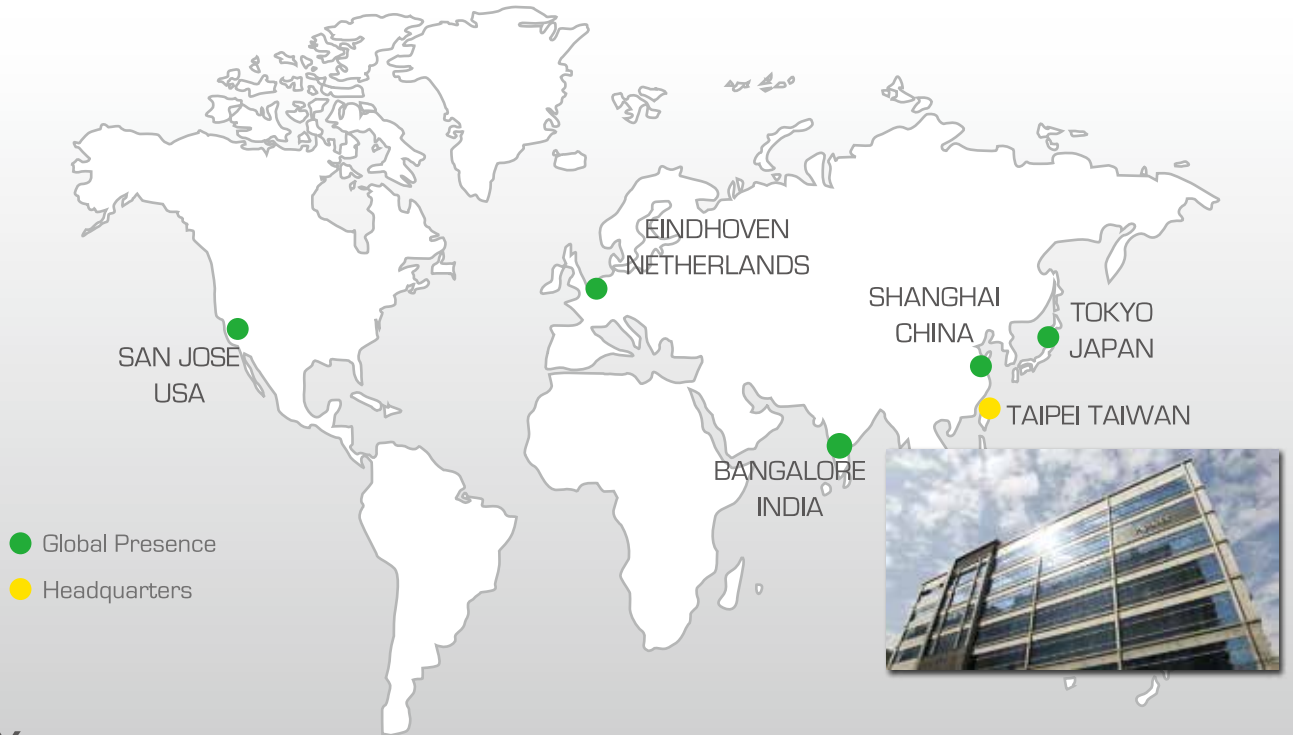 EINDHOVEN
NETHERLANDS
SHANGHAI
CHINA
TOKYO
JAPAN
SAN JOSE
USA
TAIPEI TAIWAN
BANGALORE
INDIA
Global Presence
Headquarters